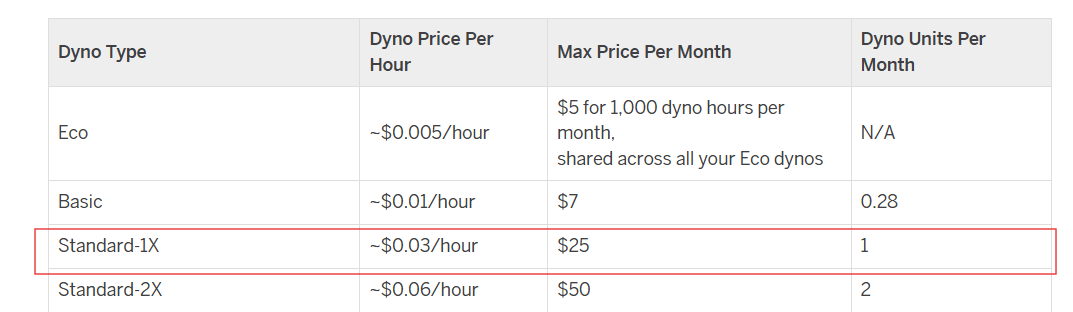 Dyno Type
Dyno Price Per
Hour
Max Price Per Month
Dyno Units Per
Month
Eco
~$0.005/hour
$5 for 1,000 dyno hours per
month,
shared across all your Eco dynos
N/A
Basic
~$0.01/hour
$7
0.28
Standard-1X
~$0.03/hour
$25
1
Standard-2X
~$0.06/hour
$50
2